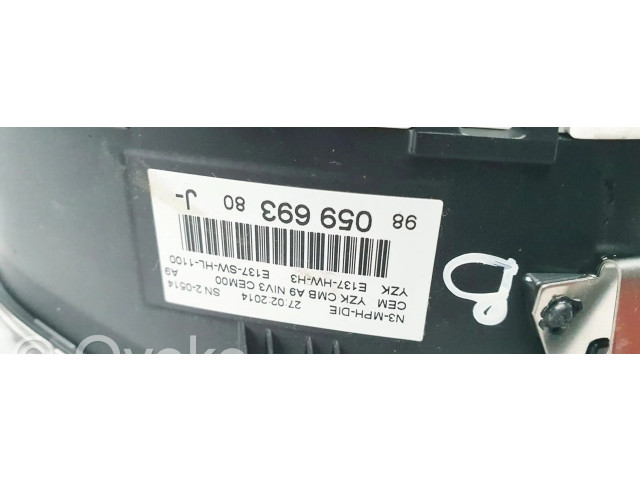 N3-MPH-DIE 27.02.2014 SN 2-0514
CEM YZK CMB A9 NIV3 CEM00 A9
YZK E137-HW-H3 E137-SW-HL-1100
98 059 693 80 J-